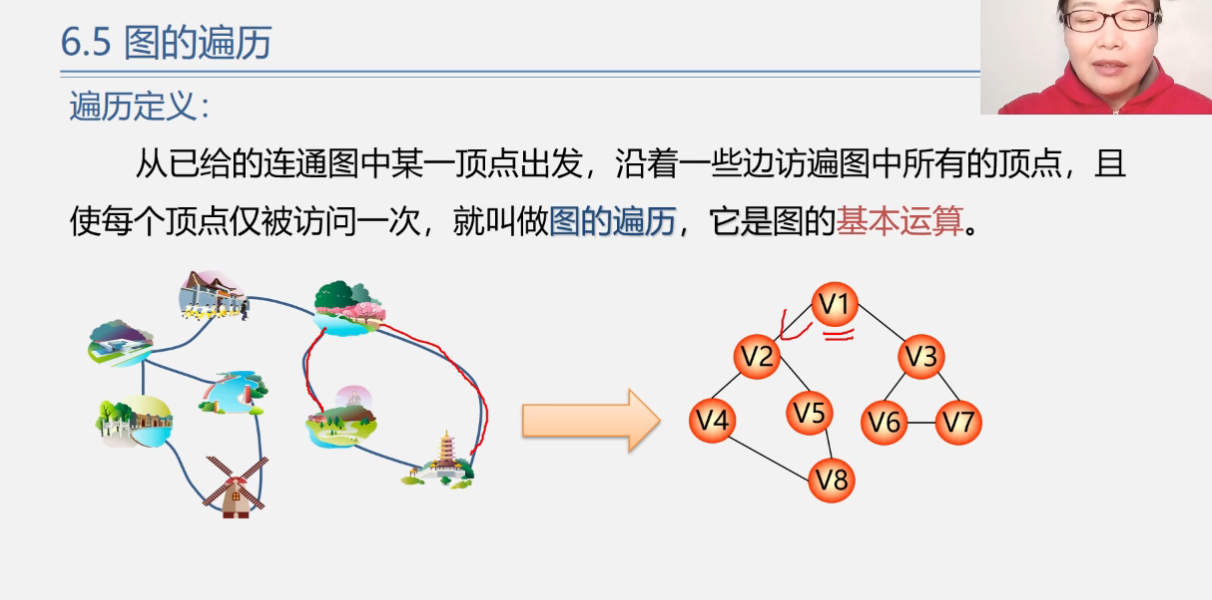 6.5 图的遍历
遍历定义：
从已给的连通图中某一顶点出发，沿着一些边访遍图中所有的顶点，且
使每个顶点仅被访问一次，就叫做图的遍历，它是图的基本运算。
V1
V2
V3
V4
V5
V6
V7
V8